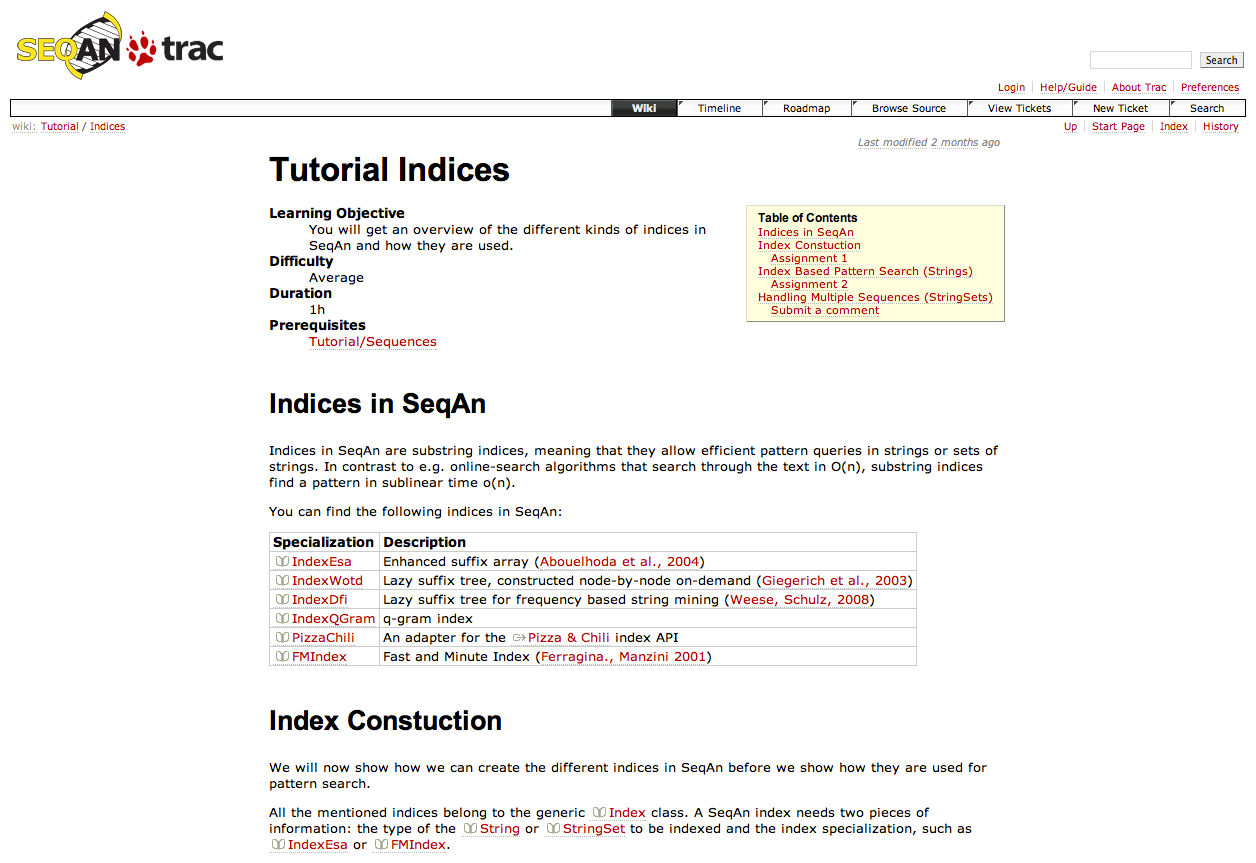 SEQAN trac
Search
Login Help/Guide About Trac Preferences
Wiki Timeline Roadmap Browse Source View Tickets New Ticket Search
wiki: Tutorial / Indices
Up Start Page Index History
Last modified 2 months ago
Tutorial Indices
Learning Objective
You will get an overview of the different kinds of indices in
SeqAn and how they are used.
Difficulty
Average
Duration
1h
Prerequisites
Tutorial/Sequences
Table of Contents
Indices in SeqAn
Index Constuction
Assignment 1
Index Based Pattern Search (Strings)
Assignment 2
Handling Multiple Sequences (StringSets)
Submit a comment
Indices in SeqAn
Indices in SeqAn are substring indices, meaning that they allow efficient pattern queries in strings or sets of
strings. In contrast to e.g. online-search algorithms that search through the text in O(n), substring indices
find a pattern in sublinear time o(n).
You can find the following indices in SeqAn:
Specialization Description
IndexEsa Enhanced suffix array (Abouelhoda et al., 2004)
IndexWotd Lazy suffix tree, constructed node-by-node on-demand (Giegerich et al., 2003)
IndexDfi Lazy suffix tree for frequency based string mining (Weese, Schulz, 2008)
IndexQGram q-gram index
PizzaChili An adapter for the Pizza & Chili index API
FMIndex Fast and Minute Index (Ferragina., Manzini 2001)
Index Constuction
We will now show how we can create the different indices in SeqAn before we show how they are used for
pattern search.
All the mentioned indices belong to the generic Index class. A SeqAn index needs two pieces of
information: the type of the String or StringSet to be indexed and the index specialization, such as
IndexEsa or FMIndex.